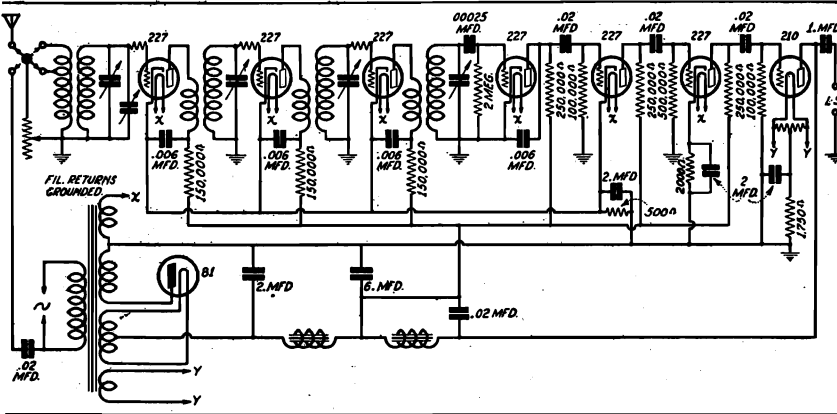 227
227
227
.00025 MFD.
227
.02 MFD.
227
.02 MFD.
227
.02 MFD.
210
1. MFD
2 MEG.
250,000Ω
100,000Ω
250,000Ω
500,000Ω
250,000Ω
100,000Ω
L.S.
X
X
X
X
X
X
Y
Y
.006 MFD.
150,000Ω
.006 MFD.
150,000Ω
.006 MFD.
150,000Ω
.006 MFD.
2. MFD
500Ω
2000Ω
2 MFD.
1,750Ω
FIL. RETURNS
GROUNDED.
X
81
2. MFD.
6. MFD.
.02 MFD.
.02 MFD.
Y
Y